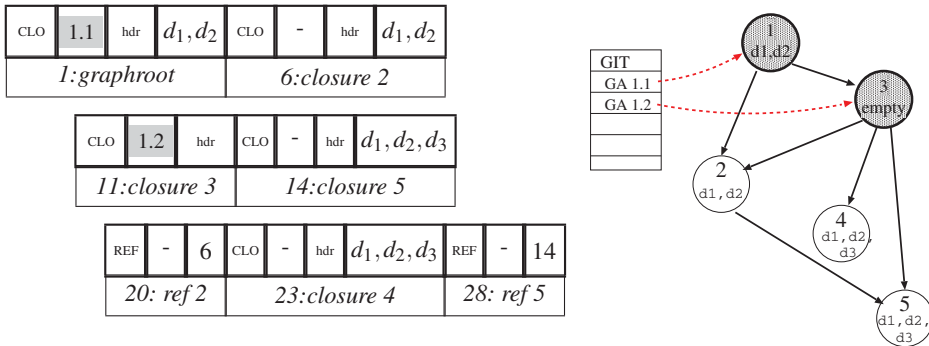 CLO 1.1 hdr d₁,d₂ CLO - hdr d₁,d₂
1:graphroot 6:closure 2
CLO 1.2 hdr CLO - hdr d₁,d₂,d₃
11:closure 3 14:closure 5
REF - 6 CLO - hdr d₁,d₂,d₃ REF - 14
20: ref 2 23:closure 4 28: ref 5
GIT
GA 1.1
GA 1.2
1
d1,d2
3
empty
2
d1,d2
4
d1,d2,
d3
5
d1,d2,
d3